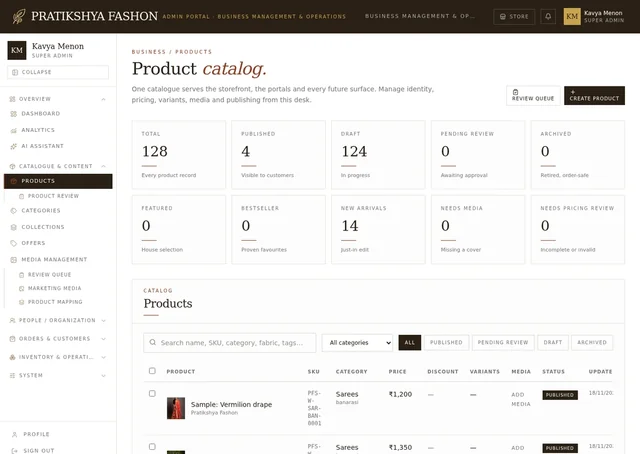 PRATIKSHYA FASHON
ADMIN PORTAL · BUSINESS MANAGEMENT & OPERATIONS
BUSINESS MANAGEMENT & OP...
STORE
KM
Kavya Menon
SUPER ADMIN
KM
Kavya Menon
SUPER ADMIN
COLLAPSE
OVERVIEW
DASHBOARD
ANALYTICS
AI ASSISTANT
CATALOGUE & CONTENT
PRODUCTS
PRODUCT REVIEW
CATEGORIES
COLLECTIONS
OFFERS
MEDIA MANAGEMENT
REVIEW QUEUE
MARKETING MEDIA
PRODUCT MAPPING
PEOPLE / ORGANIZATION
ORDERS & CUSTOMERS
INVENTORY & OPERATI...
SYSTEM
PROFILE
SIGN OUT
BUSINESS / PRODUCTS
Product catalog.
One catalogue serves the storefront, the portals and every future surface. Manage identity,
pricing, variants, media and publishing from this desk.
REVIEW QUEUE
+
CREATE PRODUCT
TOTAL
128
Every product record
PUBLISHED
4
Visible to customers
DRAFT
124
In progress
PENDING REVIEW
0
Awaiting approval
ARCHIVED
0
Retired, order-safe
FEATURED
0
House selection
BESTSELLER
0
Proven favourites
NEW ARRIVALS
14
Just-in edit
NEEDS MEDIA
0
Missing a cover
NEEDS PRICING REVIEW
0
Incomplete or invalid
CATALOG
Products
Search name, SKU, category, fabric, tags...
All categories
ALL
PUBLISHED
PENDING REVIEW
DRAFT
ARCHIVED
PRODUCT SKU CATEGORY PRICE DISCOUNT VARIANTS MEDIA STATUS UPDATE
Sample: Vermilion drape
Pratikshya Fashon
PFS-
W-
SAR-
BAN-
0001
Sarees
banarasi
₹1,200
—
—
ADD
MEDIA
PUBLISHED
18/11/20
PFS-
W-
Sarees
₹1,350
—
—
ADD
PUBLISHED
18/11/20